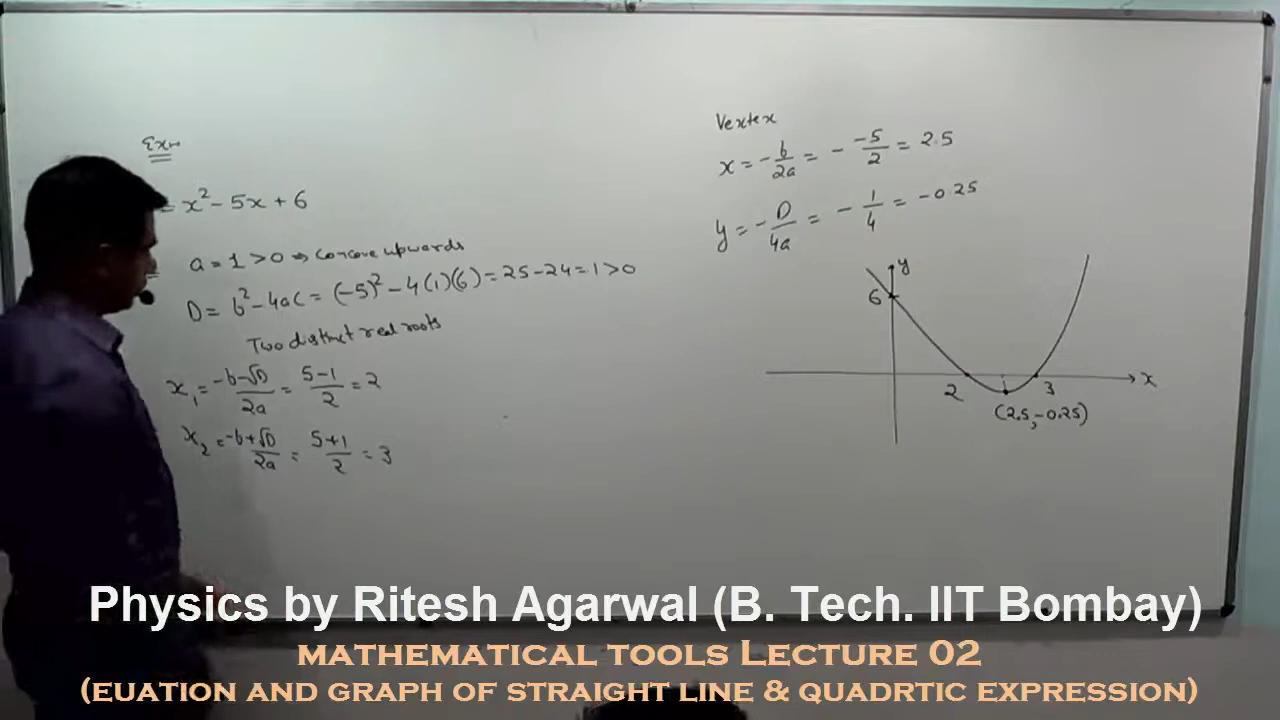 Exm
= x² - 5x + 6
a = 1 > 0 ⇒ concave upwards
D = b² - 4ac = (-5)² - 4(1)(6) = 25 - 24 = 1 > 0
Two distinct real roots
x₁ = (-b-√D)/2a = (5-1)/2 = 2
x₂ = (-b+√D)/2a = (5+1)/2 = 3
Vertex
x = -b/2a = - -5/2 = 2.5
y = -D/4a = -1/4 = -0.25
y
6
2
3
x
(2.5, -0.25)
Physics by Ritesh Agarwal (B. Tech. IIT Bombay)
MATHEMATICAL TOOLS LECTURE 02
(EUATION AND GRAPH OF STRAIGHT LINE & QUADRTIC EXPRESSION)